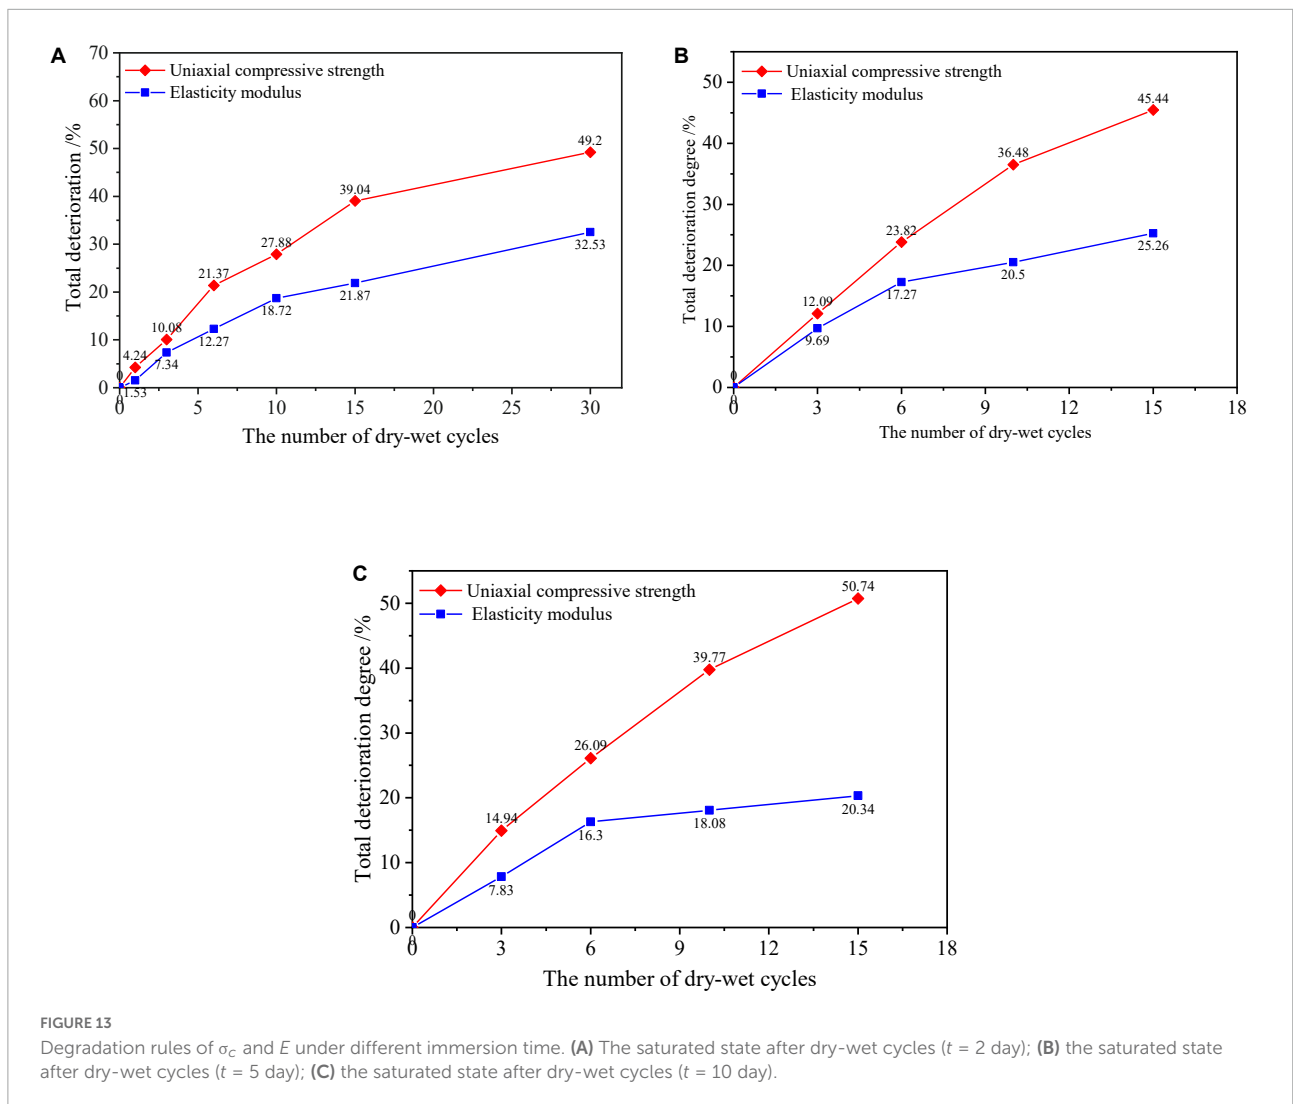 A
70
60
50
40
30
20
10
0
Total deterioration /%
Uniaxial compressive strength
Elasticity modulus
0
4.24
10.08
21.37
27.88
39.04
49.2
0
1.53
7.34
12.27
18.72
21.87
32.53
0 5 10 15 20 25 30
The number of dry-wet cycles
B
50
40
30
20
10
0
Total deterioration degree /%
Uniaxial compressive strength
Elasticity modulus
0
12.09
23.82
36.48
45.44
0
9.69
17.27
20.5
25.26
0 3 6 9 12 15 18
The number of dry-wet cycles
C
50
40
30
20
10
0
Total deterioration degree /%
Uniaxial compressive strength
Elasticity modulus
0
14.94
26.09
39.77
50.74
0
7.83
16.3
18.08
20.34
0 3 6 9 12 15 18
The number of dry-wet cycles
FIGURE 13
Degradation rules of σc and E under different immersion time. (A) The saturated state after dry-wet cycles (t = 2 day); (B) the saturated state
after dry-wet cycles (t = 5 day); (C) the saturated state after dry-wet cycles (t = 10 day).